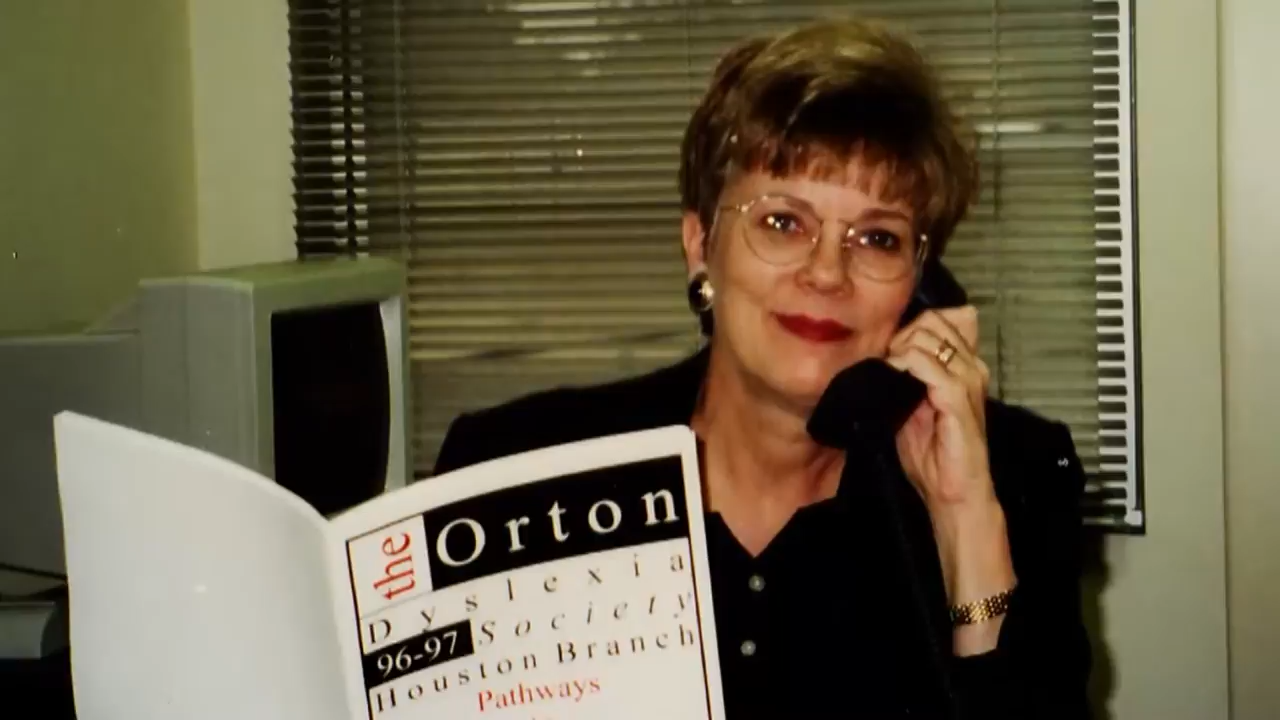 the Orton
Dyslexia
96-97 Society
Houston Branch
Pathways